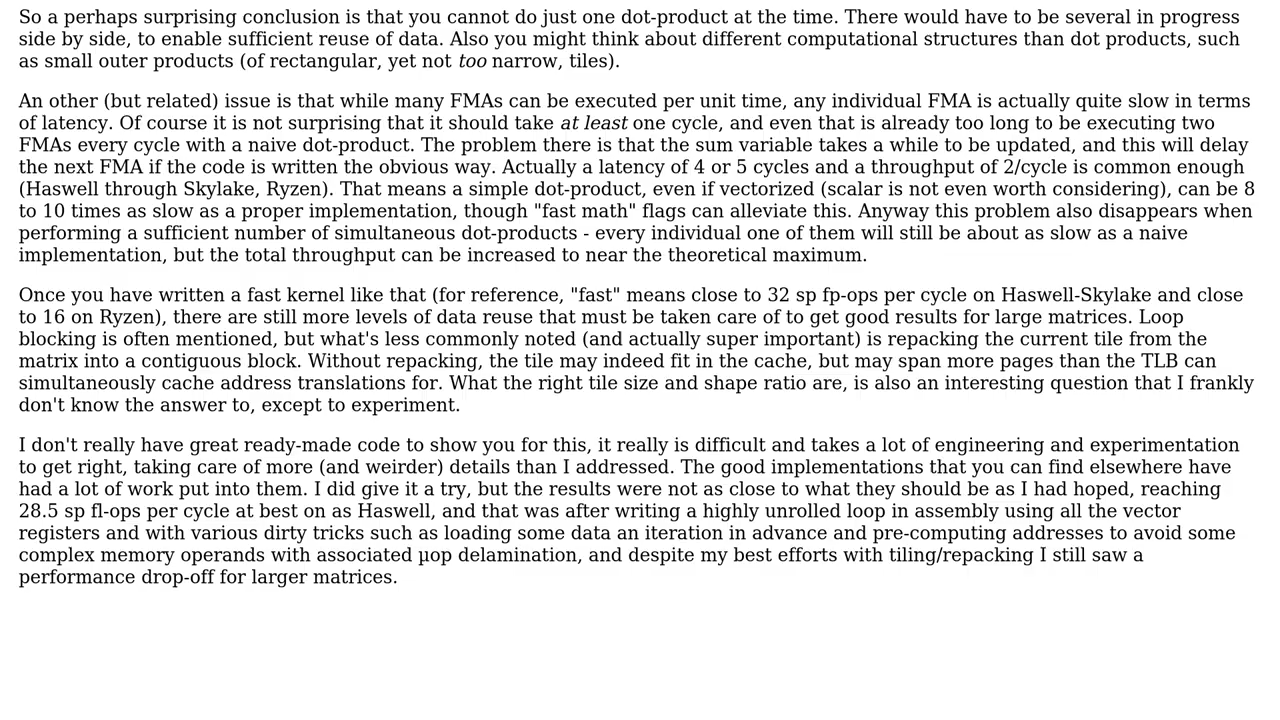 So a perhaps surprising conclusion is that you cannot do just one dot-product at the time. There would have to be several in progress
side by side, to enable sufficient reuse of data. Also you might think about different computational structures than dot products, such
as small outer products (of rectangular, yet not too narrow, tiles).
An other (but related) issue is that while many FMAs can be executed per unit time, any individual FMA is actually quite slow in terms
of latency. Of course it is not surprising that it should take at least one cycle, and even that is already too long to be executing two
FMAs every cycle with a naive dot-product. The problem there is that the sum variable takes a while to be updated, and this will delay
the next FMA if the code is written the obvious way. Actually a latency of 4 or 5 cycles and a throughput of 2/cycle is common enough
(Haswell through Skylake, Ryzen). That means a simple dot-product, even if vectorized (scalar is not even worth considering), can be 8
to 10 times as slow as a proper implementation, though "fast math" flags can alleviate this. Anyway this problem also disappears when
performing a sufficient number of simultaneous dot-products - every individual one of them will still be about as slow as a naive
implementation, but the total throughput can be increased to near the theoretical maximum.
Once you have written a fast kernel like that (for reference, "fast" means close to 32 sp fp-ops per cycle on Haswell-Skylake and close
to 16 on Ryzen), there are still more levels of data reuse that must be taken care of to get good results for large matrices. Loop
blocking is often mentioned, but what's less commonly noted (and actually super important) is repacking the current tile from the
matrix into a contiguous block. Without repacking, the tile may indeed fit in the cache, but may span more pages than the TLB can
simultaneously cache address translations for. What the right tile size and shape ratio are, is also an interesting question that I frankly
don't know the answer to, except to experiment.
I don't really have great ready-made code to show you for this, it really is difficult and takes a lot of engineering and experimentation
to get right, taking care of more (and weirder) details than I addressed. The good implementations that you can find elsewhere have
had a lot of work put into them. I did give it a try, but the results were not as close to what they should be as I had hoped, reaching
28.5 sp fl-ops per cycle at best on as Haswell, and that was after writing a highly unrolled loop in assembly using all the vector
registers and with various dirty tricks such as loading some data an iteration in advance and pre-computing addresses to avoid some
complex memory operands with associated µop delamination, and despite my best efforts with tiling/repacking I still saw a
performance drop-off for larger matrices.